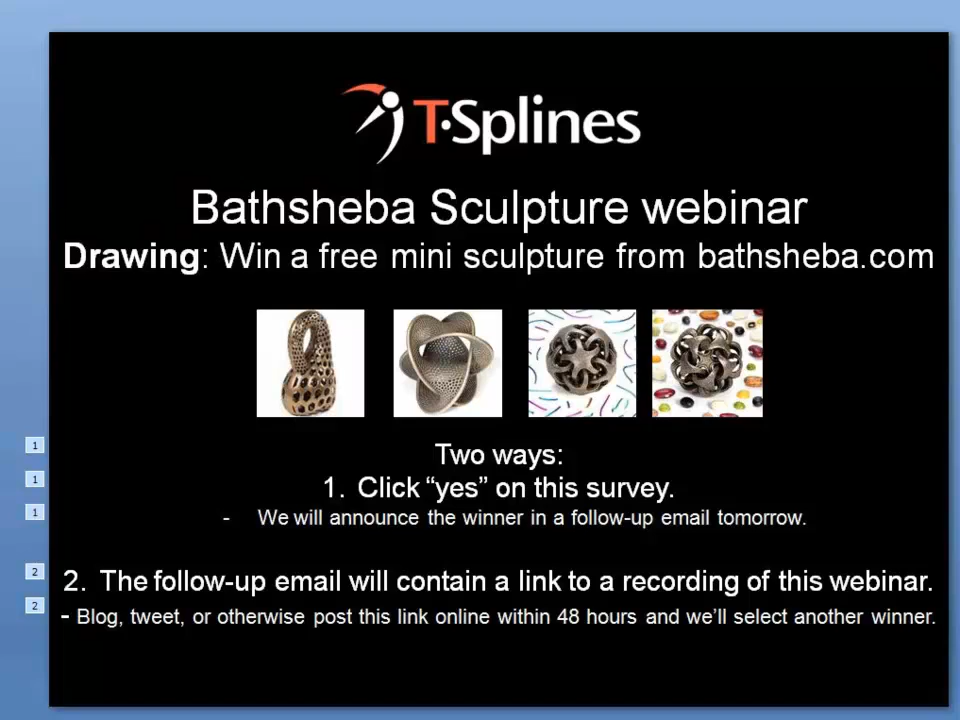 T·Splines
Bathsheba Sculpture webinar
Drawing: Win a free mini sculpture from bathsheba.com
Two ways:
1
1. Click “yes” on this survey.
1
- We will announce the winner in a follow-up email tomorrow.
1
2. The follow-up email will contain a link to a recording of this webinar.
2
- Blog, tweet, or otherwise post this link online within 48 hours and we’ll select another winner.
2